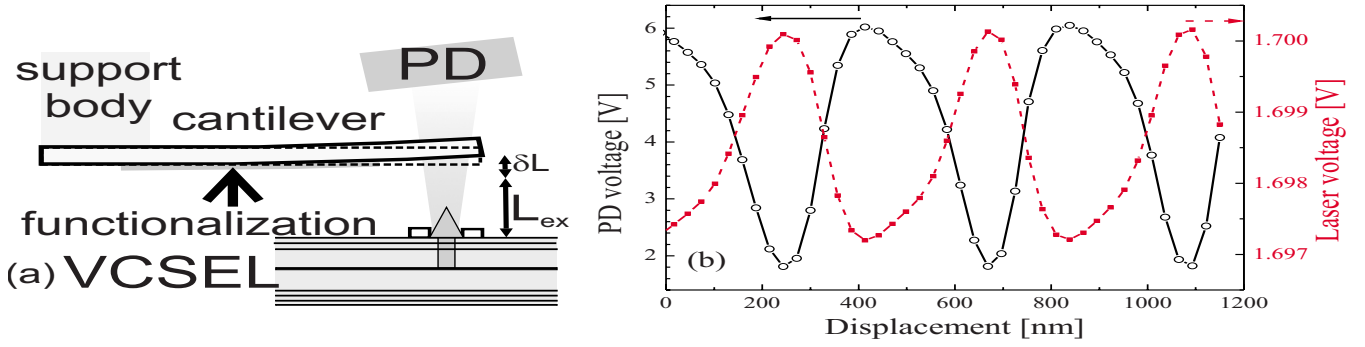 PD
support
body
cantilever
δL
Lex
functionalization
(a) VCSEL
6
5
4
3
2
PD voltage [V]
(b)
0 200 400 600 800 1000 1200
Displacement [nm]
1.700
1.699
1.698
1.697
Laser voltage [V]